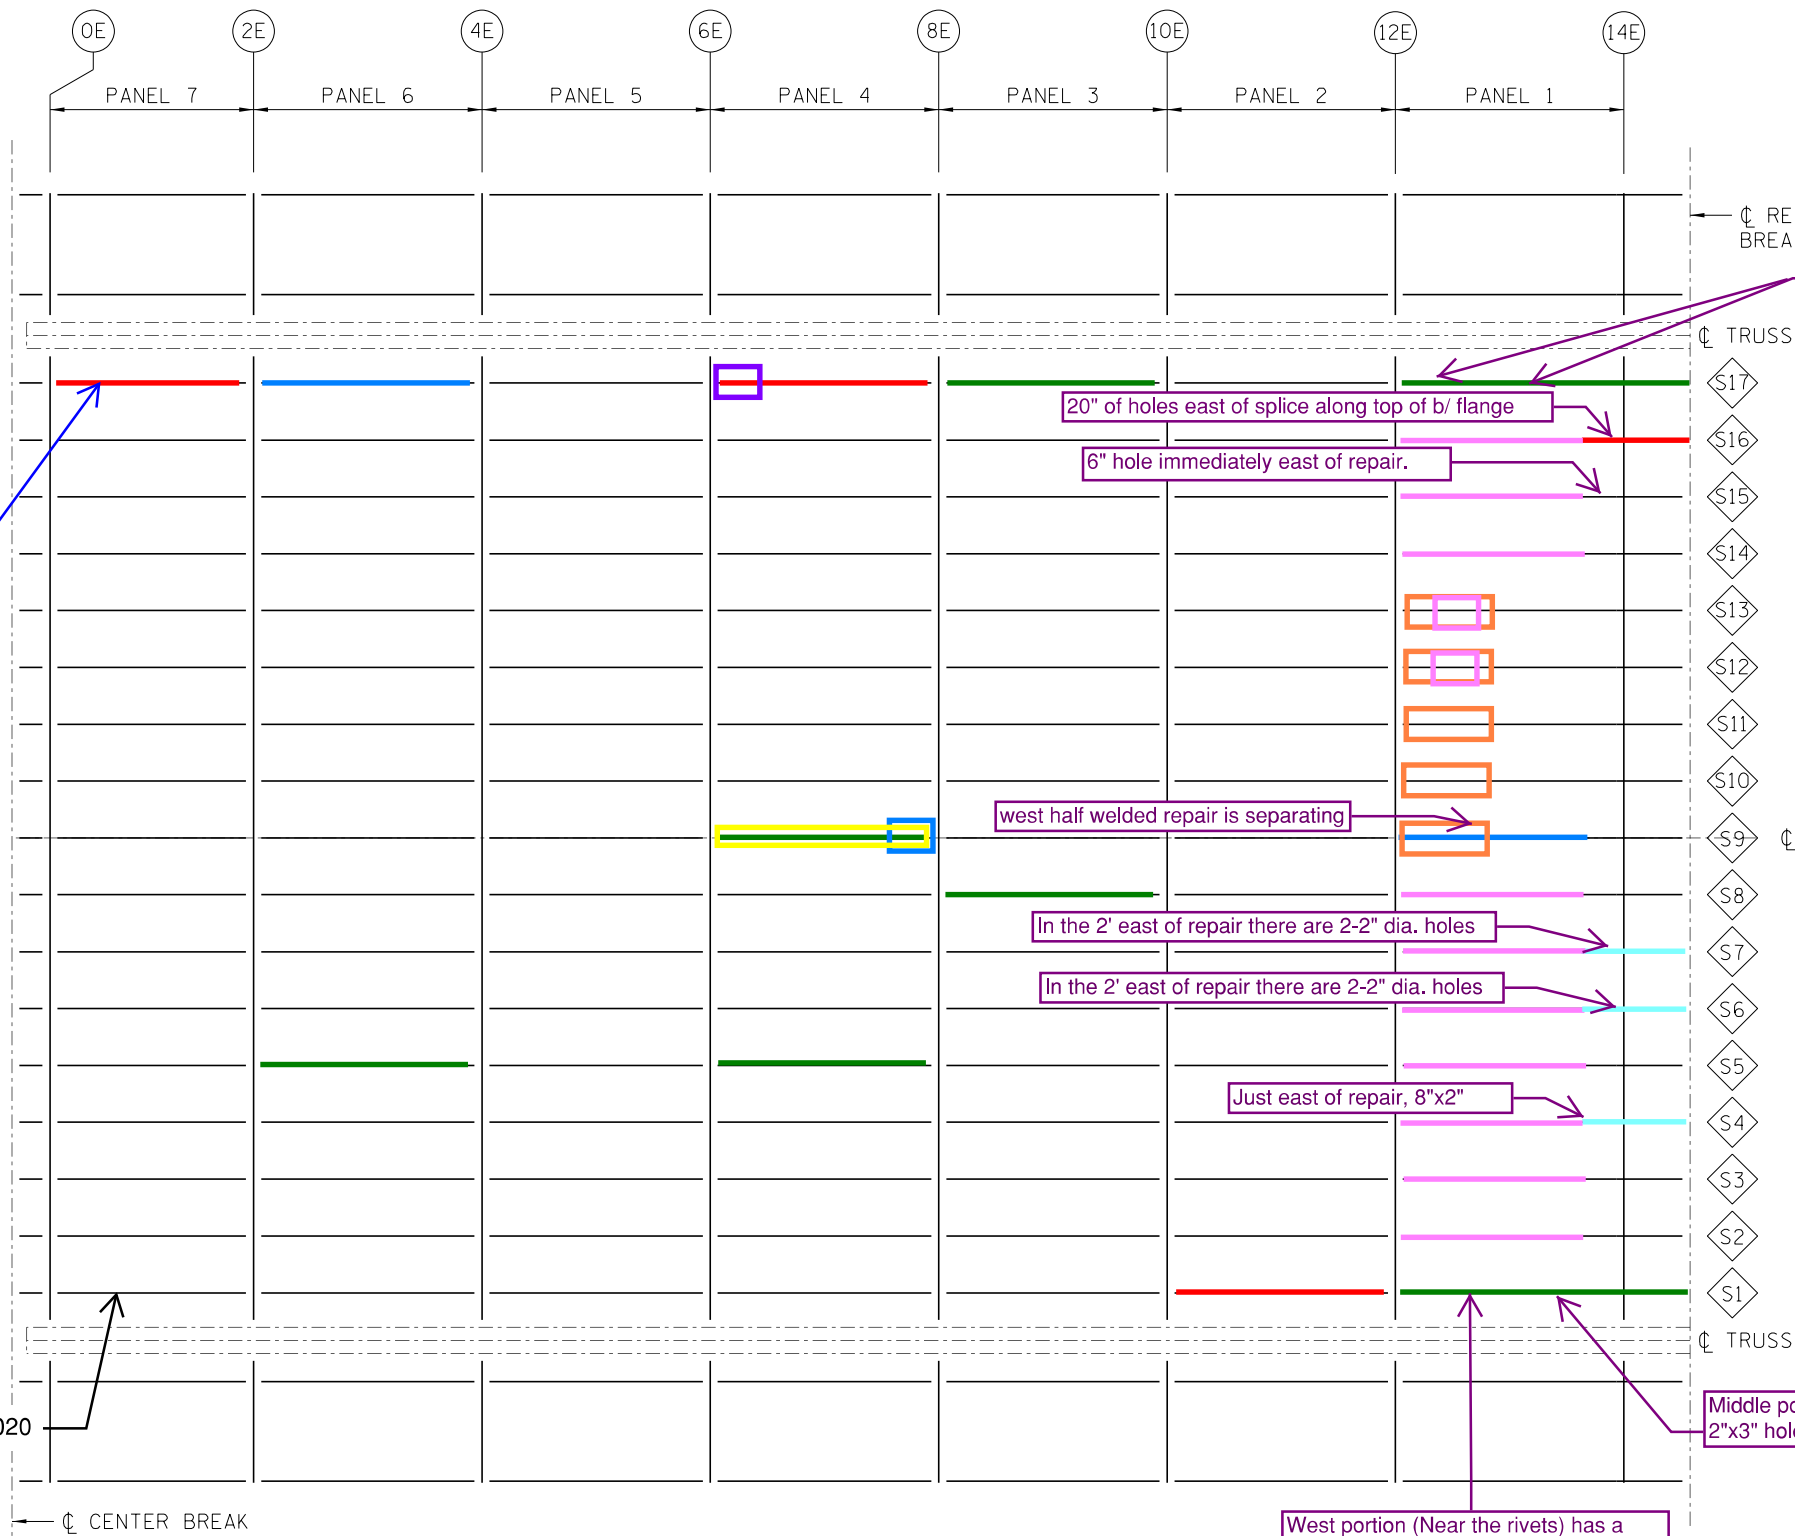 0E 2E 4E 6E 8E 10E 12E 14E
PANEL 7 PANEL 6 PANEL 5 PANEL 4 PANEL 3 PANEL 2 PANEL 1
℄ RE
BREA
℄ TRUSS
S17
20" of holes east of splice along top of b/ flange
S16
6" hole immediately east of repair.
S15
S14
S13
S12
S11
S10
west half welded repair is separating
S9 ℄
S8
In the 2' east of repair there are 2-2" dia. holes
S7
In the 2' east of repair there are 2-2" dia. holes
S6
S5
Just east of repair, 8"x2"
S4
S3
S2
S1
℄ TRUSS
020
Middle po
2"x3" hole
℄ CENTER BREAK
West portion (Near the rivets) has a